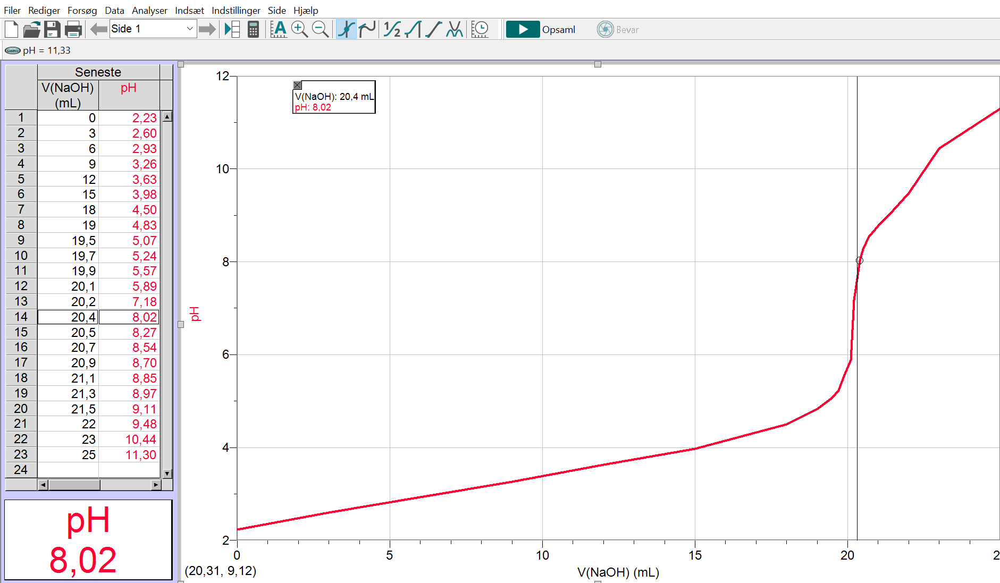 Filer Rediger Forsøg Data Analyser Indsæt Indstillinger Side Hjælp
Side 1 A 1/2 Opsaml Bevar
LabPro pH = 11,33
Seneste
V(NaOH) pH
(mL)
1 0 2,23
2 3 2,60
3 6 2,93
4 9 3,26
5 12 3,63
6 15 3,98
7 18 4,50
8 19 4,83
9 19,5 5,07
10 19,7 5,24
11 19,9 5,57
12 20,1 5,89
13 20,2 7,18
14 20,4 8,02
15 20,5 8,27
16 20,7 8,54
17 20,9 8,70
18 21,1 8,85
19 21,3 8,97
20 21,5 9,11
21 22 9,48
22 23 10,44
23 25 11,30
24
pH
8,02
12
10
8
6
4
2
pH
V(NaOH): 20,4 mL
pH: 8,02
0 5 10 15 20 2
(20,31, 9,12)
V(NaOH) (mL)